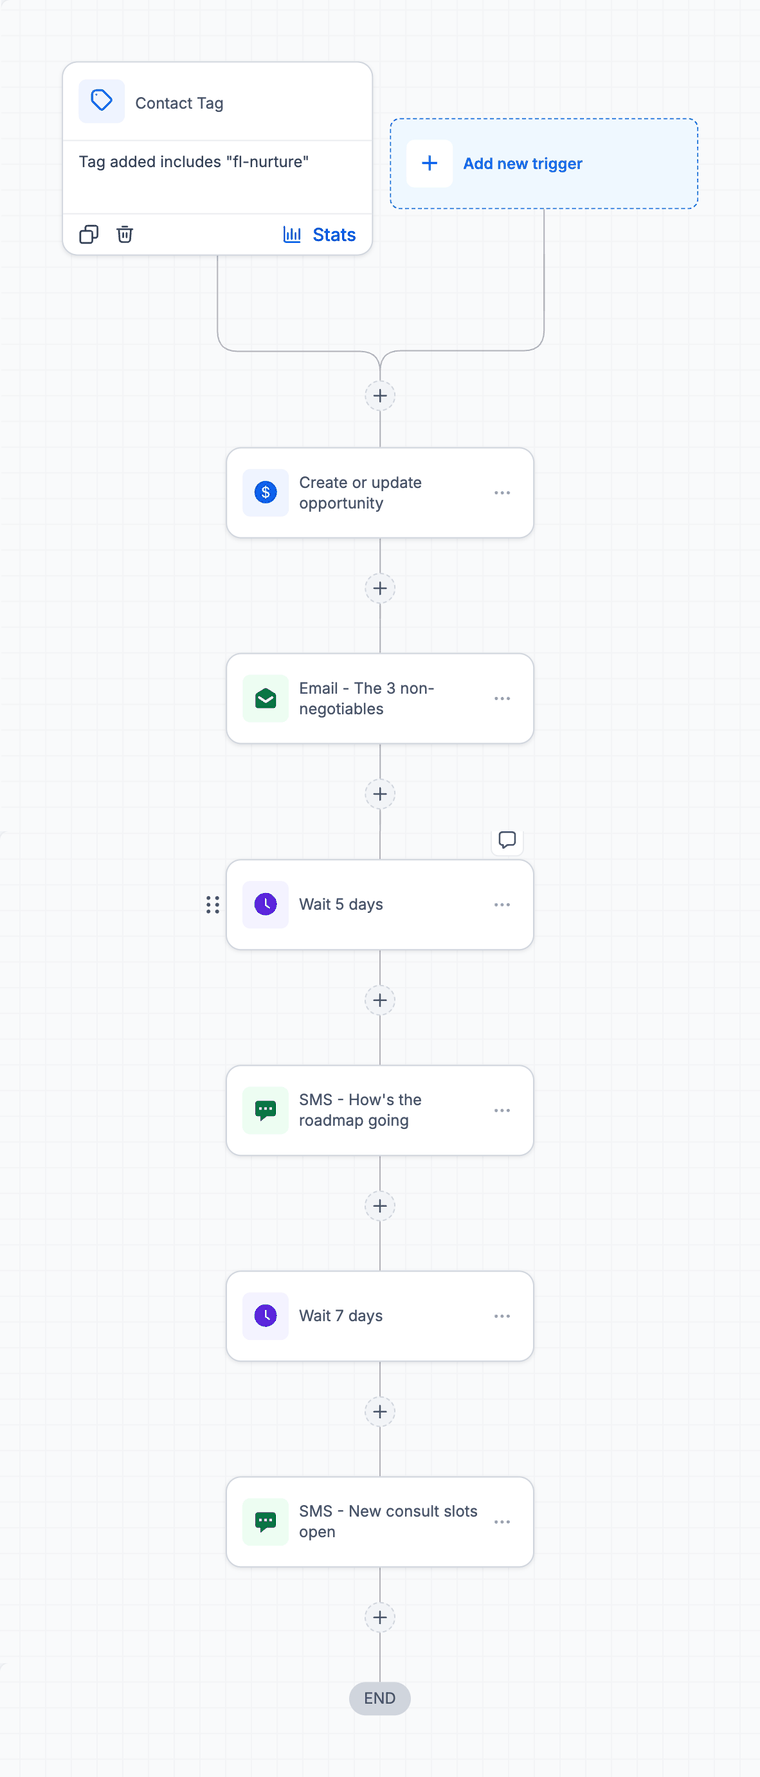 Contact Tag
Tag added includes "fl-nurture"
Stats
Add new trigger
Create or update
opportunity
Email - The 3 non-
negotiables
Wait 5 days
SMS - How's the
roadmap going
Wait 7 days
SMS - New consult slots
open
END